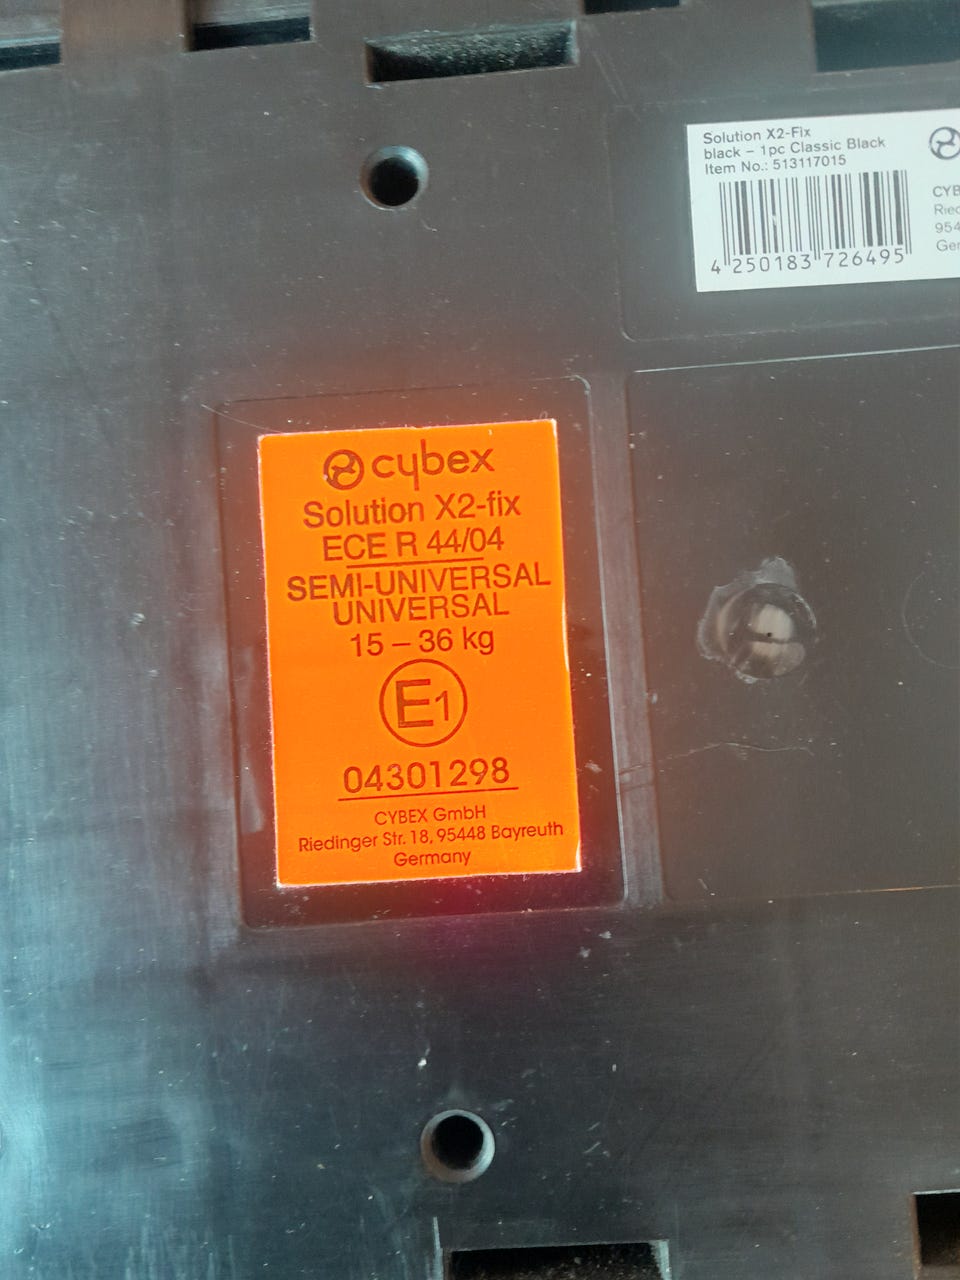 Solution X2-Fix
black – 1pc Classic Black
Item No.: 513117015
4 250183 726495
cybex
Solution X2-fix
ECE R 44/04
SEMI-UNIVERSAL
UNIVERSAL
15 – 36 kg
E1
04301298
CYBEX GmbH
Riedinger Str. 18, 95448 Bayreuth
Germany